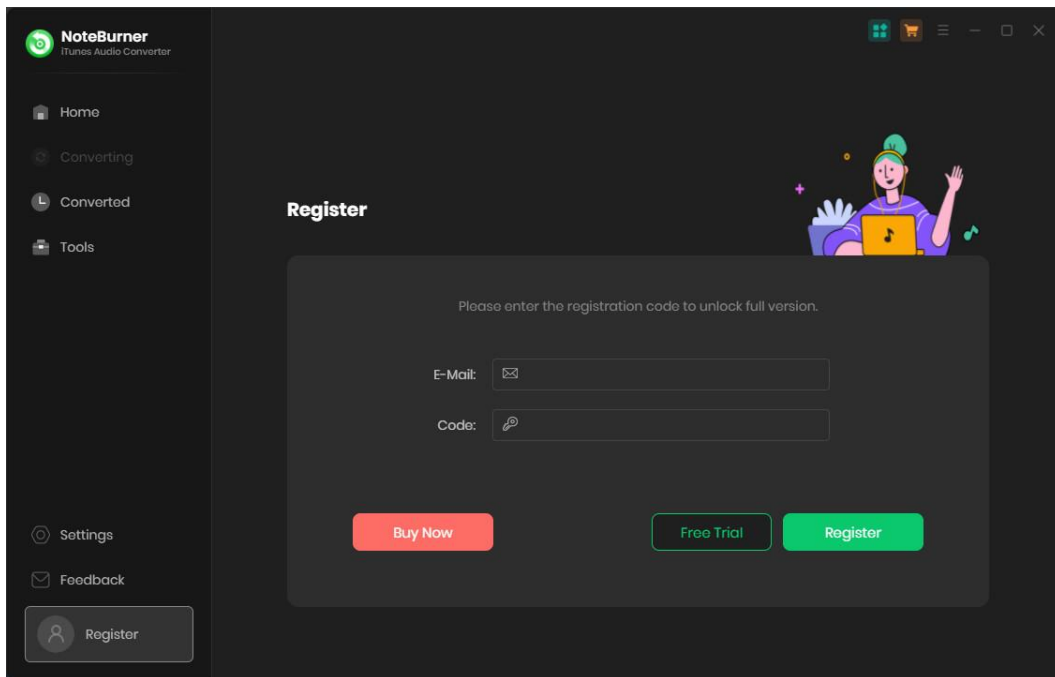 NoteBurner
iTunes Audio Converter
Home
Converting
Converted
Tools
Settings
Feedback
Register
Register
Please enter the registration code to unlock full version.
E-Mail:
Code:
Buy Now
Free Trial
Register